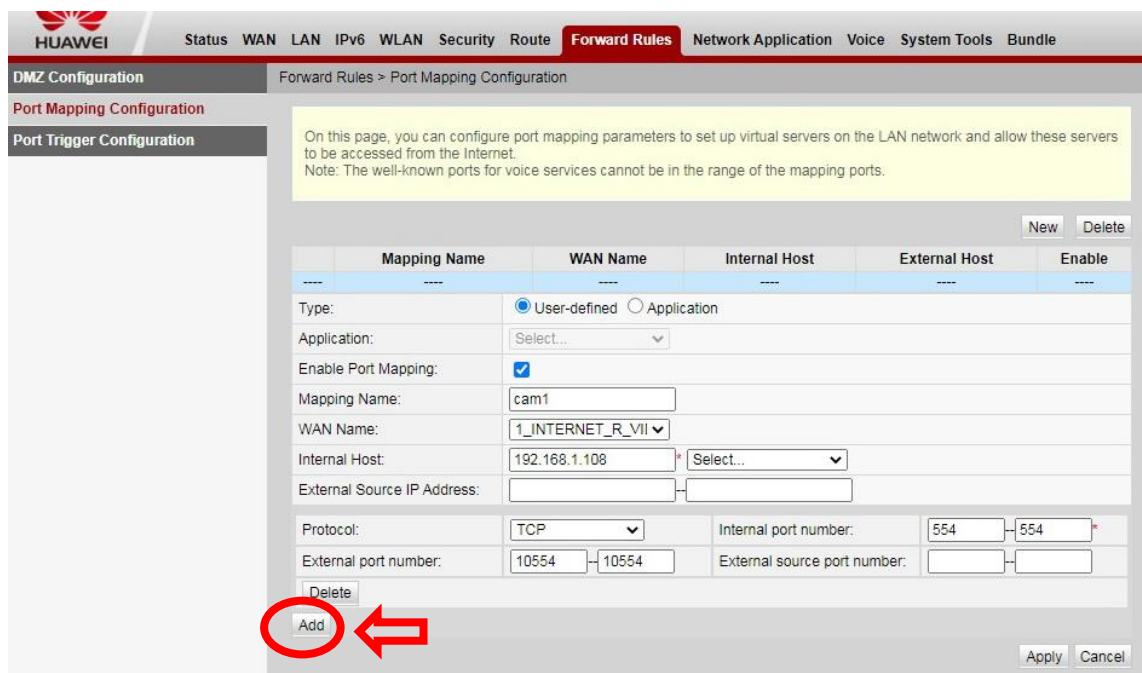 HUAWEI
Status WAN LAN IPv6 WLAN Security Route Forward Rules Network Application Voice System Tools Bundle
DMZ Configuration
Port Mapping Configuration
Port Trigger Configuration
Forward Rules > Port Mapping Configuration
On this page, you can configure port mapping parameters to set up virtual servers on the LAN network and allow these servers
to be accessed from the Internet.
Note: The well-known ports for voice services cannot be in the range of the mapping ports.
New Delete
Mapping Name WAN Name Internal Host External Host Enable
---- ---- ---- ---- ---- ----
Type: User-defined Application
Application: Select...
Enable Port Mapping:
Mapping Name: cam1
WAN Name: 1_INTERNET_R_VII
Internal Host: 192.168.1.108 * Select...
External Source IP Address: --
Protocol: TCP Internal port number: 554 -- 554 *
External port number: 10554 -- 10554 External source port number: --
Delete
Add
Apply Cancel